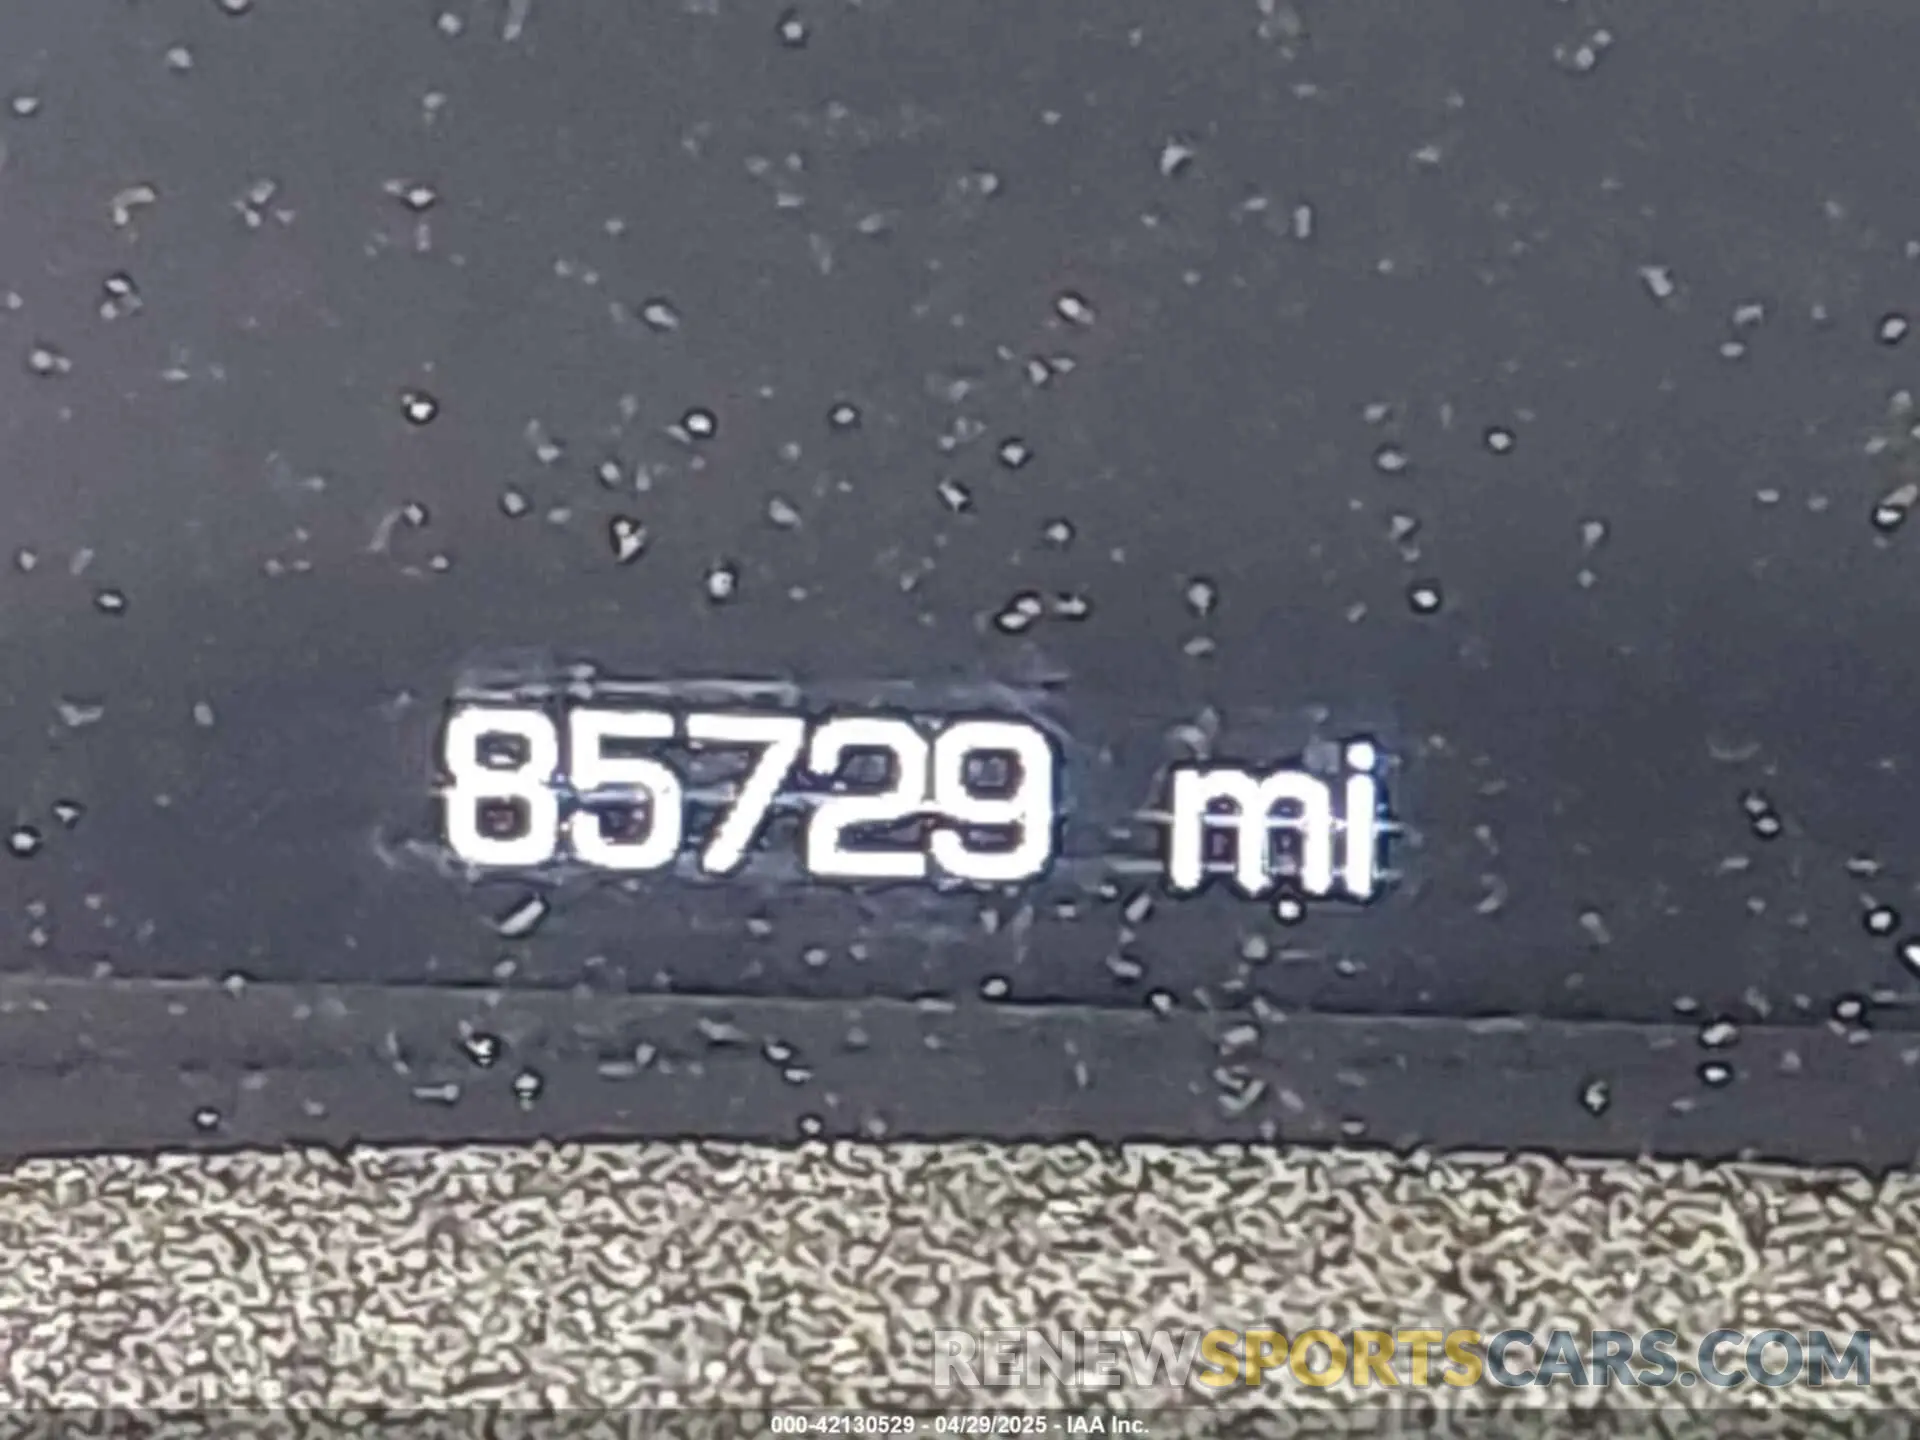 85729 mi
RENEWSPORTSCARS.COM
000-42130529 - 04/29/2025 - IAA Inc.